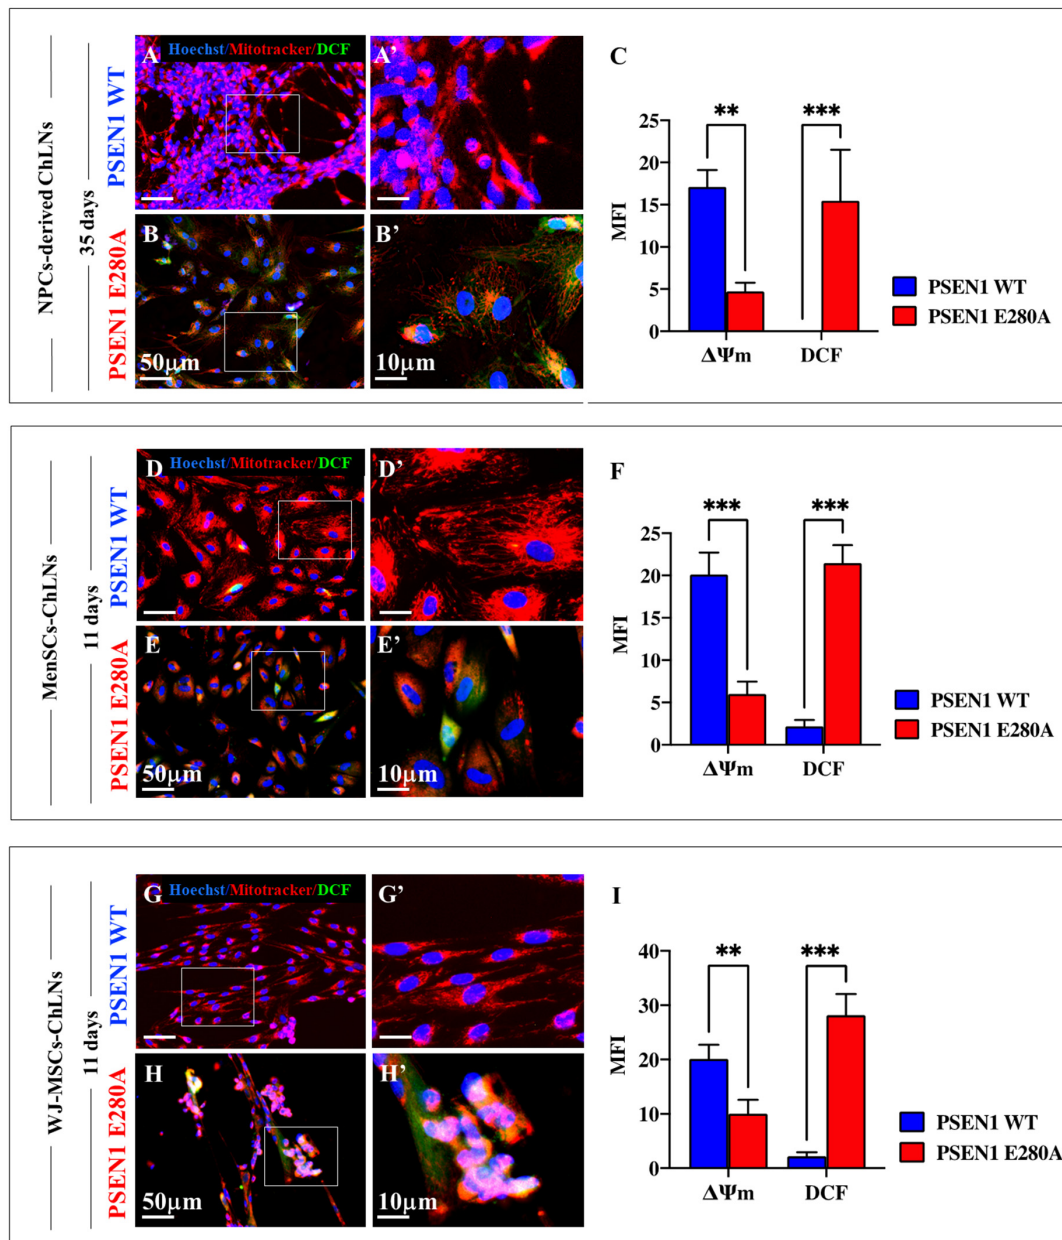 NPCs-derived ChLNs
35 days
PSEN1 WT
PSEN1 E280A
A Hoechst/Mitotracker/DCF
A'
B
50μm
B'
10μm
C
** ***
MFI
25
20
15
10
5
0
ΔΨm DCF
PSEN1 WT
PSEN1 E280A
MenSCs-ChLNs
11 days
PSEN1 WT
PSEN1 E280A
D Hoechst/Mitotracker/DCF
D'
E
50μm
E'
10μm
F
*** ***
MFI
25
20
15
10
5
0
ΔΨm DCF
PSEN1 WT
PSEN1 E280A
WJ-MSCs-ChLNs
11 days
PSEN1 WT
PSEN1 E280A
G Hoechst/Mitotracker/DCF
G'
H
50μm
H'
10μm
I
** ***
MFI
40
30
20
10
0
ΔΨm DCF
PSEN1 WT
PSEN1 E280A